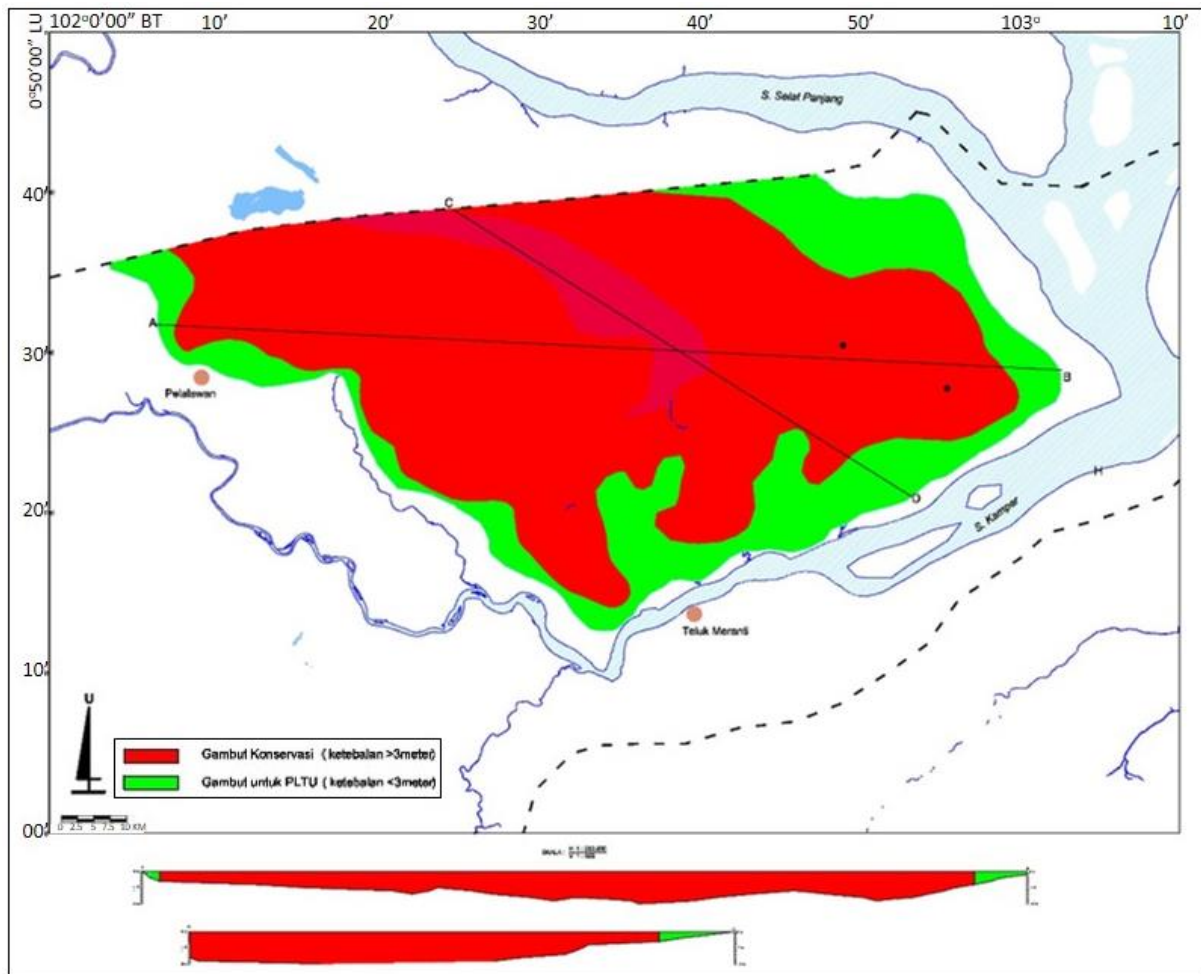 102°0'00" BT 10' 20' 30' 40' 50' 103° 10'
0°50'00" LU
S. Selat Panjang
40'
C
A
30'
B
Pelalawan
H
20'
D
S. Kampar
Teluk Meranti
10'
U
Gambut Konservasi ( ketebalan >3meter)
Gambut untuk PLTU ( ketebalan <3meter)
00'
0 2.5 5 7.5 10 KM